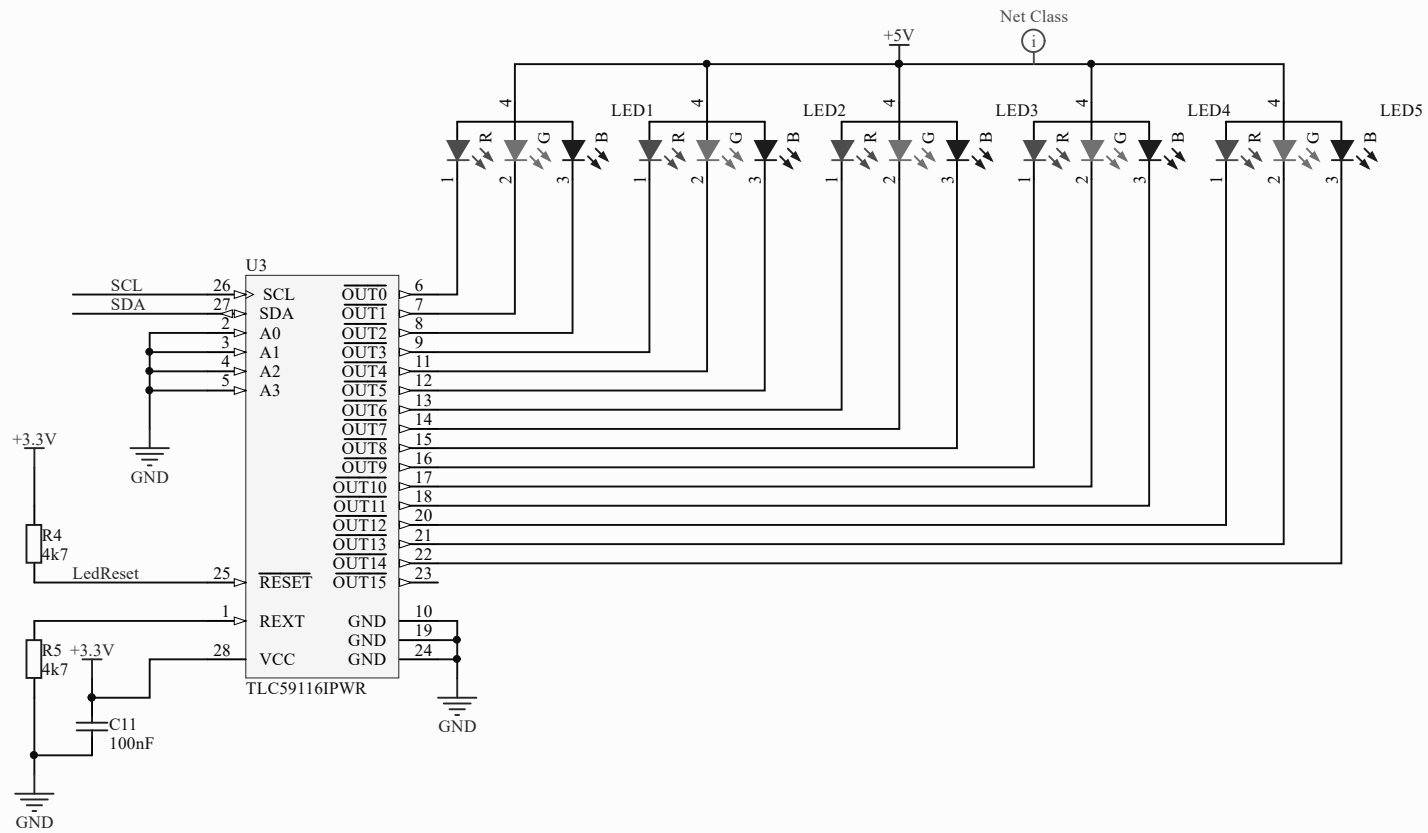 Net Class
i
+5V
4 4 4 4 4
LED1 LED2 LED3 LED4 LED5
R G B R G B R G B R G B R G B
1 2 3 1 2 3 1 2 3 1 2 3 1 2 3
U3
SCL 26 SCL OUT0 6
SDA 27 SDA OUT1 7
2 A0 OUT2 8
3 A1 OUT3 9
4 A2 OUT4 11
5 A3 OUT5 12
OUT6 13
OUT7 14
OUT8 15
OUT9 16
OUT10 17
OUT11 18
OUT12 20
OUT13 21
OUT14 22
+3.3V
GND
R4
4k7
LedReset 25 RESET OUT15 23
1 REXT GND 10
GND 19
R5
4k7
+3.3V
28 VCC GND 24
TLC59116IPWR
C11
100nF
GND
GND